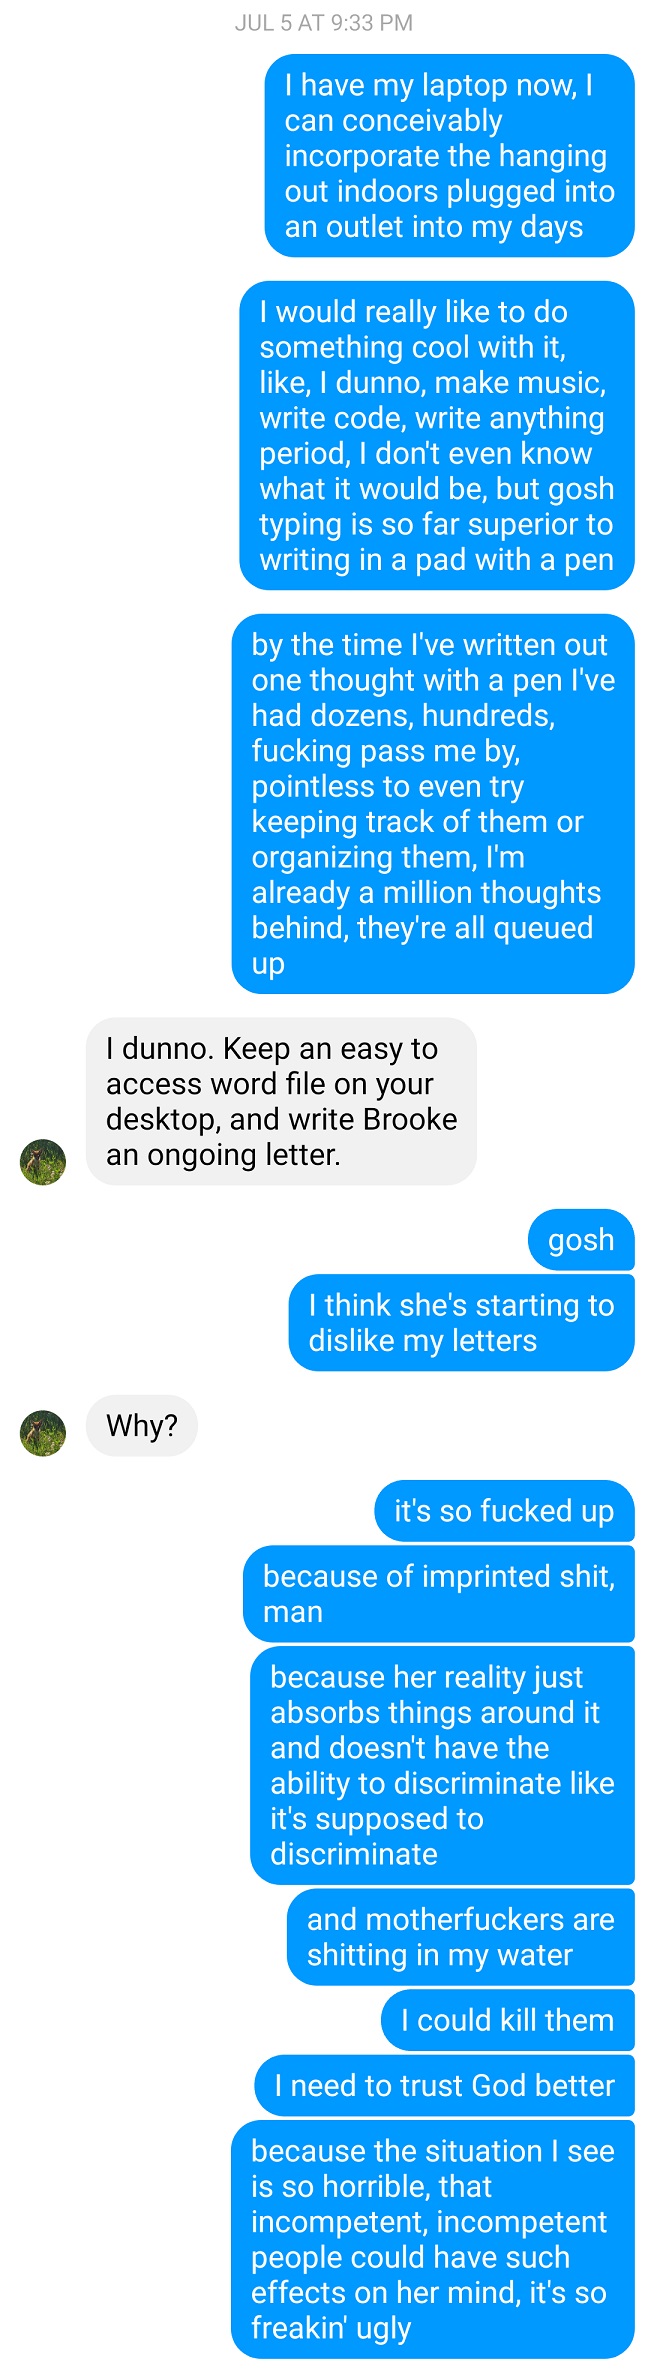 JUL 5 AT 9:33 PM
I have my laptop now, I
can conceivably
incorporate the hanging
out indoors plugged into
an outlet into my days
I would really like to do
something cool with it,
like, I dunno, make music,
write code, write anything
period, I don't even know
what it would be, but gosh
typing is so far superior to
writing in a pad with a pen
by the time I've written out
one thought with a pen I've
had dozens, hundreds,
fucking pass me by,
pointless to even try
keeping track of them or
organizing them, I'm
already a million thoughts
behind, they're all queued
up
I dunno. Keep an easy to
access word file on your
desktop, and write Brooke
an ongoing letter.
gosh
I think she's starting to
dislike my letters
Why?
it's so fucked up
because of imprinted shit,
man
because her reality just
absorbs things around it
and doesn't have the
ability to discriminate like
it's supposed to
discriminate
and motherfuckers are
shitting in my water
I could kill them
I need to trust God better
because the situation I see
is so horrible, that
incompetent, incompetent
people could have such
effects on her mind, it's so
freakin' ugly